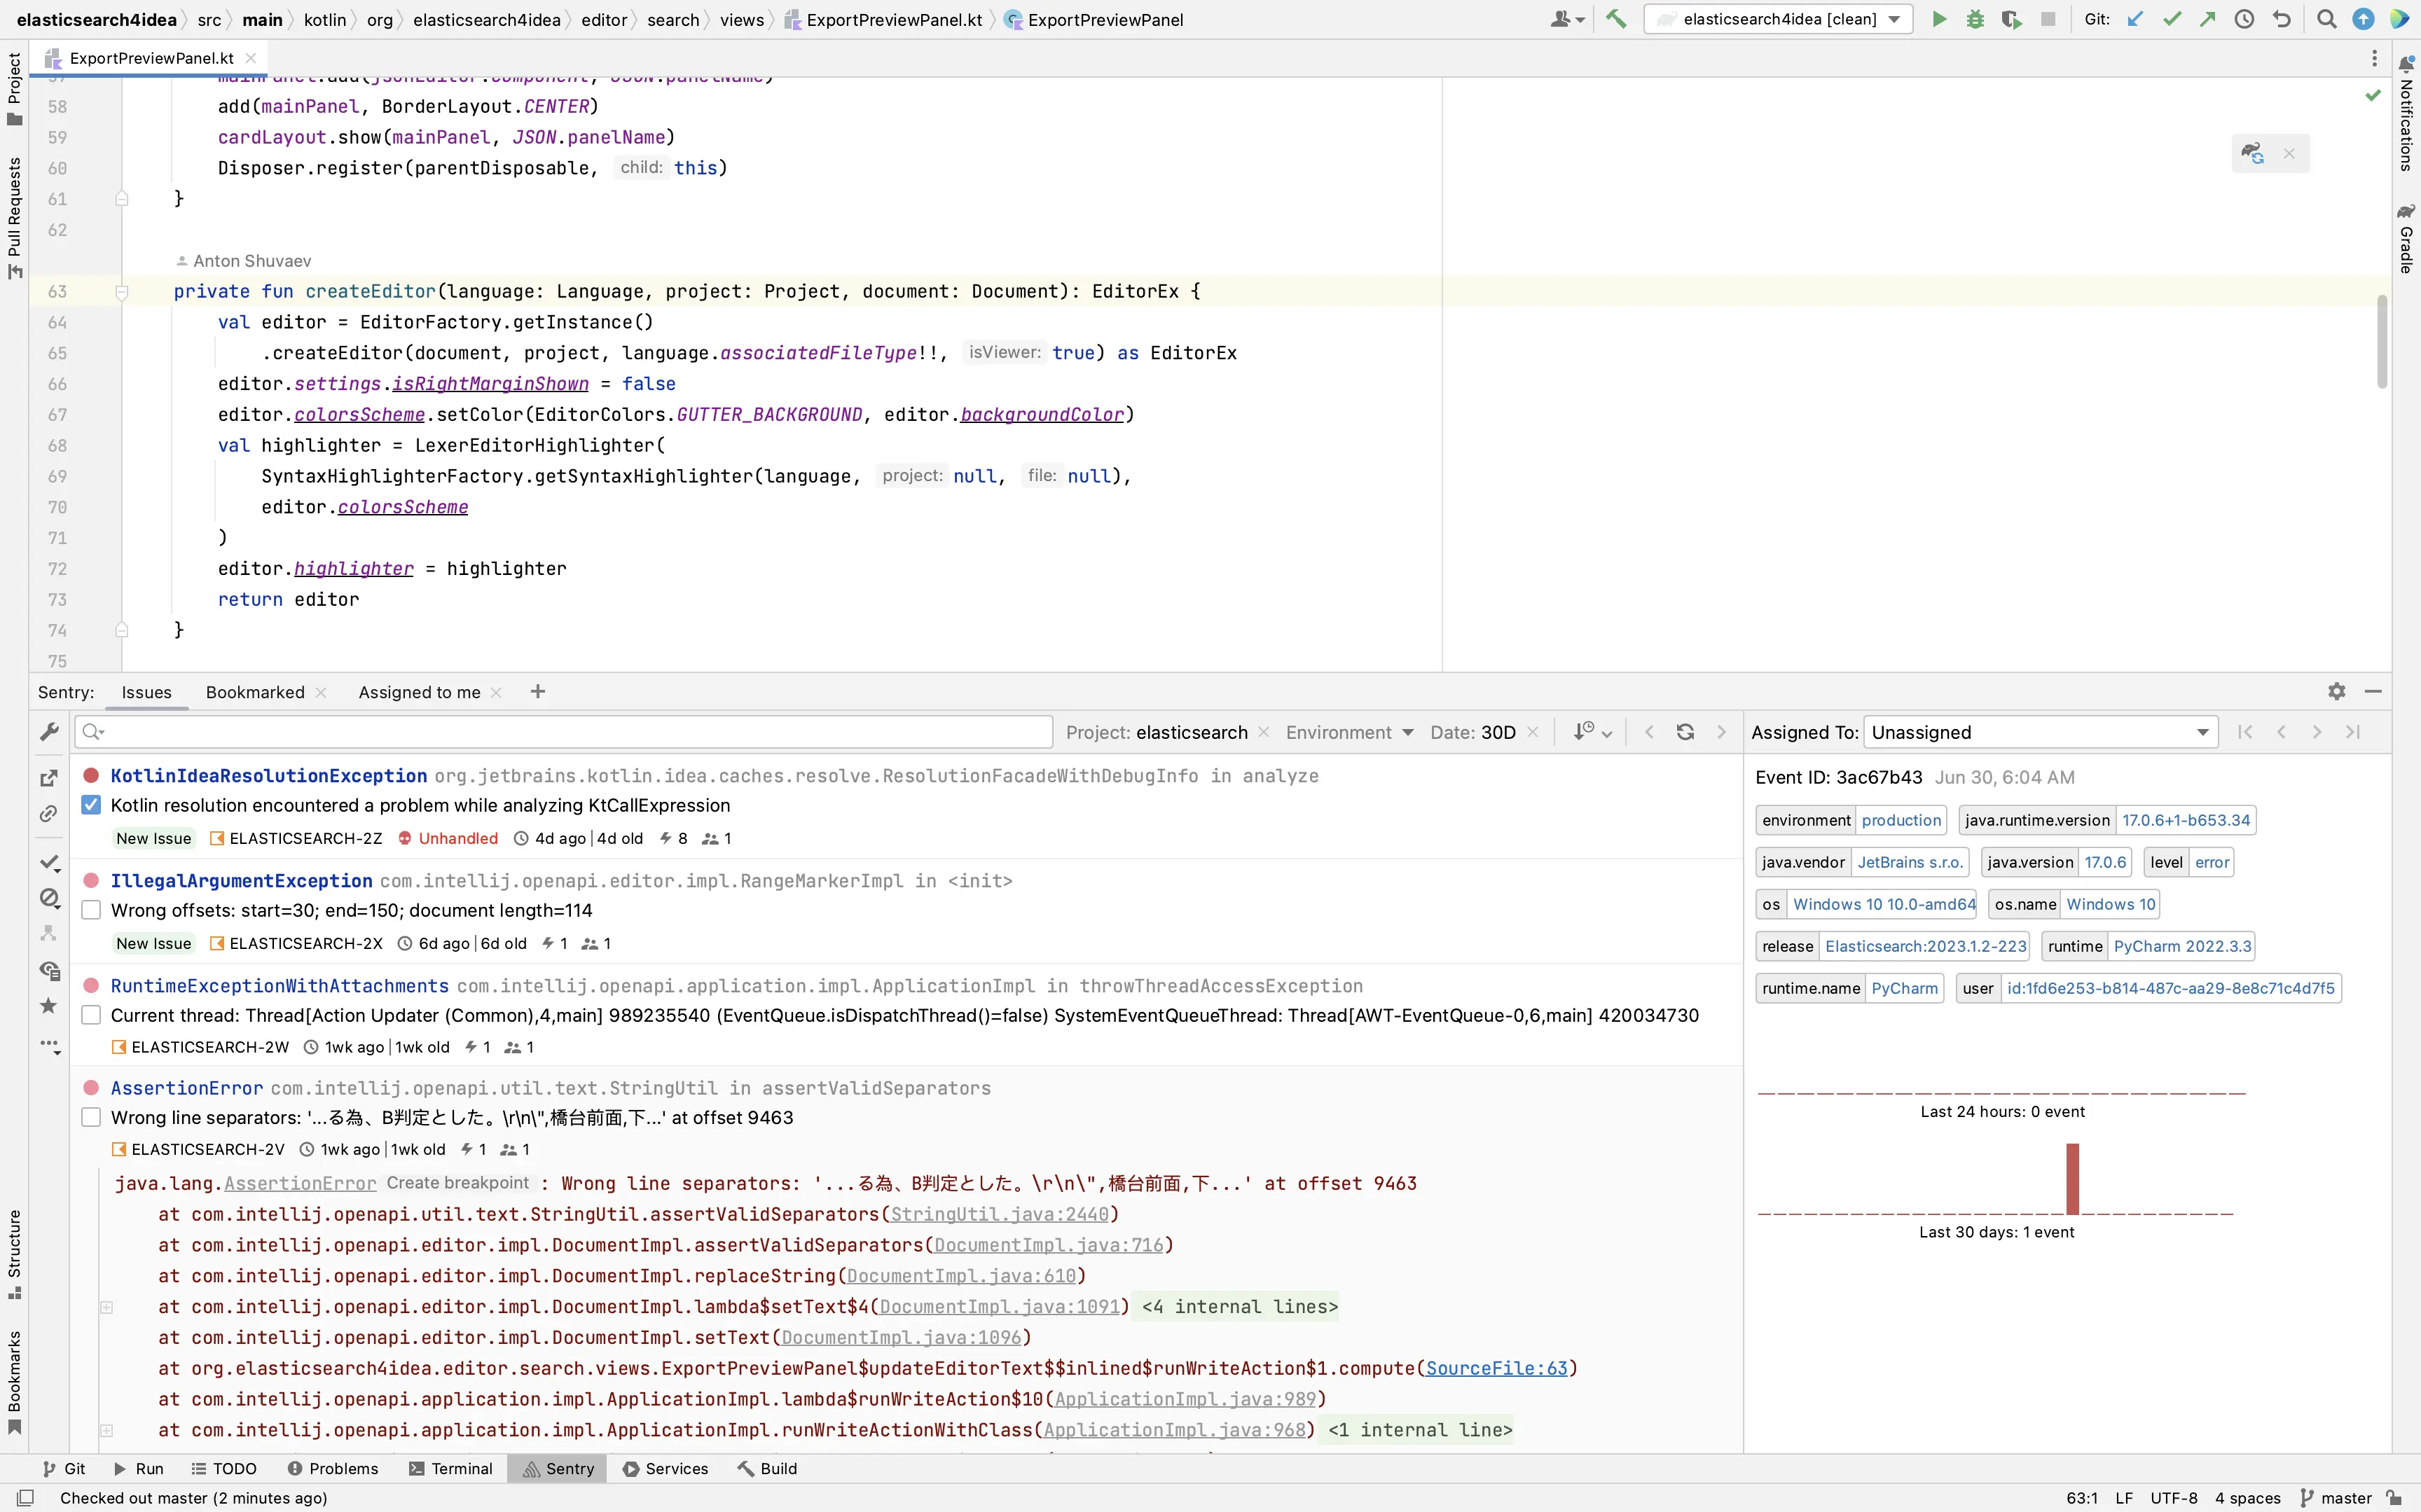 elasticsearch4idea src main kotlin org elasticsearch4idea editor search views ExportPreviewPanel.kt ExportPreviewPanel elasticsearch4idea [clean] Git:
ExportPreviewPanel.kt
Project
Pull Requests
Structure
Bookmarks
Notifications
Gradle
57 mainPanel.add(jsonEditor.component, JSON.panelName)
58 add(mainPanel, BorderLayout.CENTER)
59 cardLayout.show(mainPanel, JSON.panelName)
60 Disposer.register(parentDisposable, child: this)
61 }
62
Anton Shuvaev
63 private fun createEditor(language: Language, project: Project, document: Document): EditorEx {
64 val editor = EditorFactory.getInstance()
65 .createEditor(document, project, language.associatedFileType!!, isViewer: true) as EditorEx
66 editor.settings.isRightMarginShown = false
67 editor.colorsScheme.setColor(EditorColors.GUTTER_BACKGROUND, editor.backgroundColor)
68 val highlighter = LexerEditorHighlighter(
69 SyntaxHighlighterFactory.getSyntaxHighlighter(language, project: null, file: null),
70 editor.colorsScheme
71 )
72 editor.highlighter = highlighter
73 return editor
74 }
75
Sentry: Issues Bookmarked Assigned to me
Project: elasticsearch Environment Date: 30D
KotlinIdeaResolutionException org.jetbrains.kotlin.idea.caches.resolve.ResolutionFacadeWithDebugInfo in analyze
Kotlin resolution encountered a problem while analyzing KtCallExpression
New Issue ELASTICSEARCH-2Z Unhandled 4d ago | 4d old 8 1
IllegalArgumentException com.intellij.openapi.editor.impl.RangeMarkerImpl in <init>
Wrong offsets: start=30; end=150; document length=114
New Issue ELASTICSEARCH-2X 6d ago | 6d old 1 1
RuntimeExceptionWithAttachments com.intellij.openapi.application.impl.ApplicationImpl in throwThreadAccessException
Current thread: Thread[Action Updater (Common),4,main] 989235540 (EventQueue.isDispatchThread()=false) SystemEventQueueThread: Thread[AWT-EventQueue-0,6,main] 420034730
ELASTICSEARCH-2W 1wk ago | 1wk old 1 1
AssertionError com.intellij.openapi.util.text.StringUtil in assertValidSeparators
Wrong line separators: '...る為、B判定とした。\r\n\",橋台前面,下...' at offset 9463
ELASTICSEARCH-2V 1wk ago | 1wk old 1 1
java.lang.AssertionError Create breakpoint : Wrong line separators: '...る為、B判定とした。\r\n\",橋台前面,下...' at offset 9463
at com.intellij.openapi.util.text.StringUtil.assertValidSeparators(StringUtil.java:2440)
at com.intellij.openapi.editor.impl.DocumentImpl.assertValidSeparators(DocumentImpl.java:716)
at com.intellij.openapi.editor.impl.DocumentImpl.replaceString(DocumentImpl.java:610)
at com.intellij.openapi.editor.impl.DocumentImpl.lambda$setText$4(DocumentImpl.java:1091) <4 internal lines>
at com.intellij.openapi.editor.impl.DocumentImpl.setText(DocumentImpl.java:1096)
at org.elasticsearch4idea.editor.search.views.ExportPreviewPanel$updateEditorText$$inlined$runWriteAction$1.compute(SourceFile:63)
at com.intellij.openapi.application.impl.ApplicationImpl.lambda$runWriteAction$10(ApplicationImpl.java:989)
at com.intellij.openapi.application.impl.ApplicationImpl.runWriteActionWithClass(ApplicationImpl.java:968) <1 internal line>
Assigned To: Unassigned
Event ID: 3ac67b43 Jun 30, 6:04 AM
environment production java.runtime.version 17.0.6+1-b653.34
java.vendor JetBrains s.r.o. java.version 17.0.6 level error
os Windows 10 10.0-amd64 os.name Windows 10
release Elasticsearch:2023.1.2-223 runtime PyCharm 2022.3.3
runtime.name PyCharm user id:1fd6e253-b814-487c-aa29-8e8c71c4d7f5
Last 24 hours: 0 event
Last 30 days: 1 event
Git Run TODO Problems Terminal Sentry Services Build
Checked out master (2 minutes ago) 63:1 LF UTF-8 4 spaces master